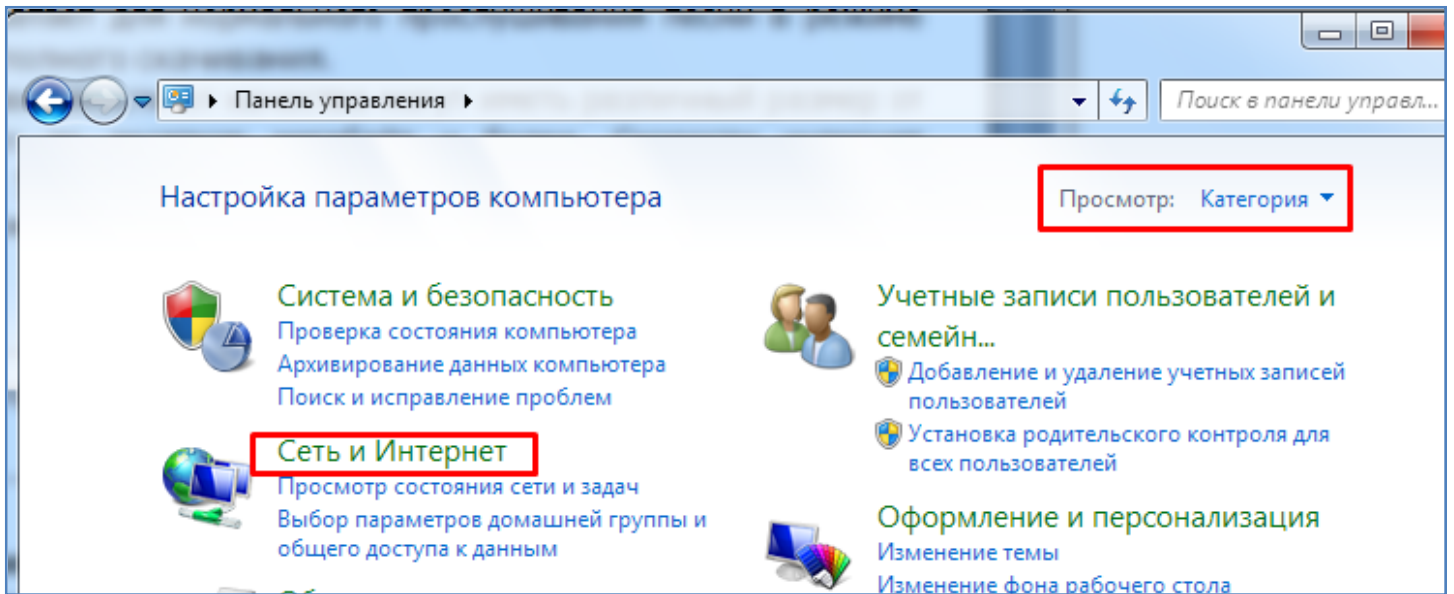 полного скачивания.
Панель управления
Поиск в панели управл...
Настройка параметров компьютера
Просмотр: Категория
Система и безопасность
Проверка состояния компьютера
Архивирование данных компьютера
Поиск и исправление проблем
Сеть и Интернет
Просмотр состояния сети и задач
Выбор параметров домашней группы и
общего доступа к данным
Учетные записи пользователей и
семейн...
Добавление и удаление учетных записей
пользователей
Установка родительского контроля для
всех пользователей
Оформление и персонализация
Изменение темы
Изменение фона рабочего стола